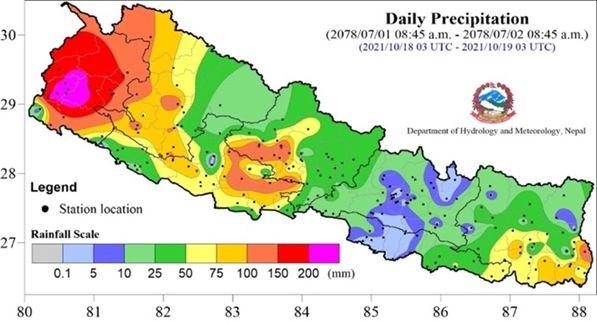 Daily Precipitation
(2078/07/01 08:45 a.m. - 2078/07/02 08:45 a.m.)
(2021/10/18 03 UTC - 2021/10/19 03 UTC)
Department of Hydrology and Meteorology, Nepal
30
29
28
27
Legend
Station location
Rainfall Scale
0.1 5 10 25 50 75 100 150 200 (mm)
80 81 82 83 84 85 86 87 88